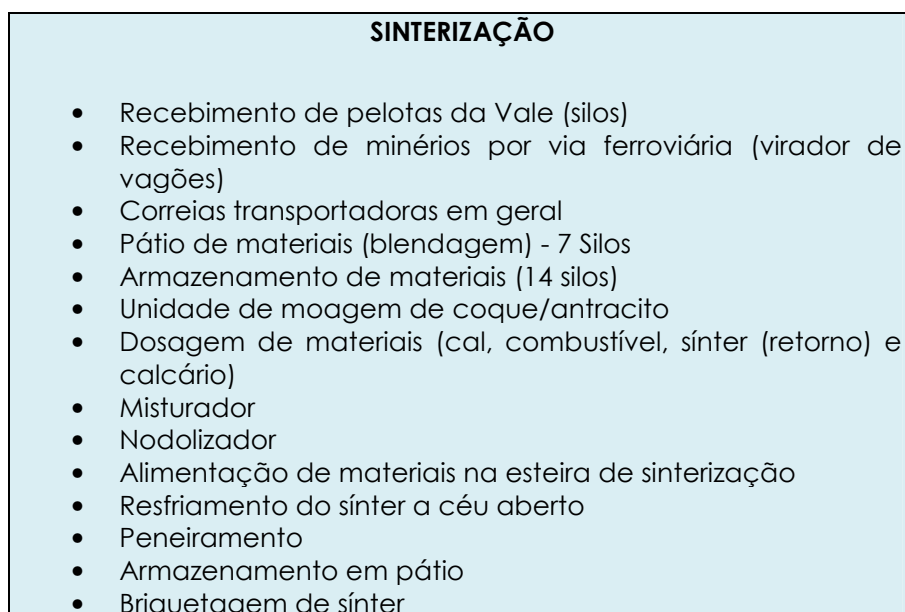 SINTERIZAÇÃO
• Recebimento de pelotas da Vale (silos)
• Recebimento de minérios por via ferroviária (virador de
vagões)
• Correias transportadoras em geral
• Pátio de materiais (blendagem) - 7 Silos
• Armazenamento de materiais (14 silos)
• Unidade de moagem de coque/antracito
• Dosagem de materiais (cal, combustível, sínter (retorno) e
calcário)
• Misturador
• Nodolizador
• Alimentação de materiais na esteira de sinterização
• Resfriamento do sínter a céu aberto
• Peneiramento
• Armazenamento em pátio
• Briquetagem de sínter